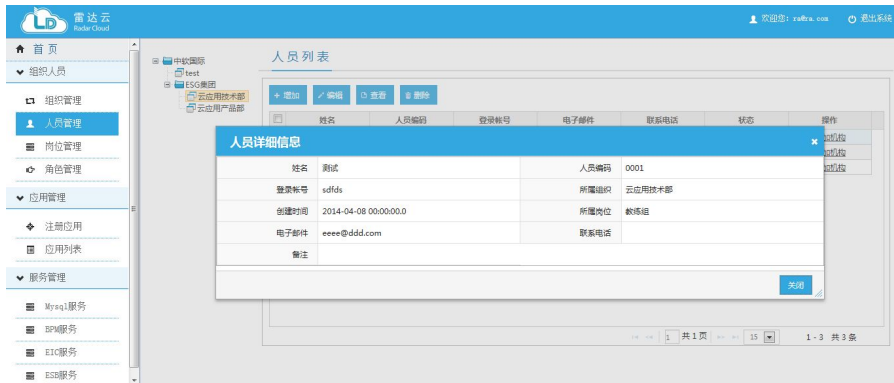 LD 雷达云
Radar Cloud
欢迎您: ra@ra.com 退出系统
首页
组织人员
组织管理
人员管理
岗位管理
角色管理
应用管理
注册应用
应用列表
服务管理
Mysql服务
BPM服务
EIC服务
ESB服务
中软国际
test
ESG集团
云应用技术部
云应用产品部
人员列表
+ 增加 编辑 查看 删除
姓名 人员编码 登录帐号 电子邮件 联系电话 状态 操作
人员详细信息 ×
姓名 测试 人员编码 0001
登录帐号 sdfds 所属组织 云应用技术部
创建时间 2014-04-08 00:00:00.0 所属岗位 教练组
电子邮件 eeee@ddd.com 联系电话
备注
关闭
1 共1页 15 1 - 3 共3条